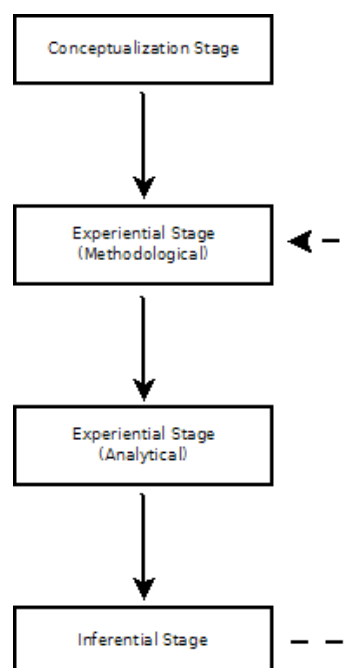 Conceptualization Stage
Experiential Stage
(Methodological)
Experiential Stage
(Analytical)
Inferential Stage